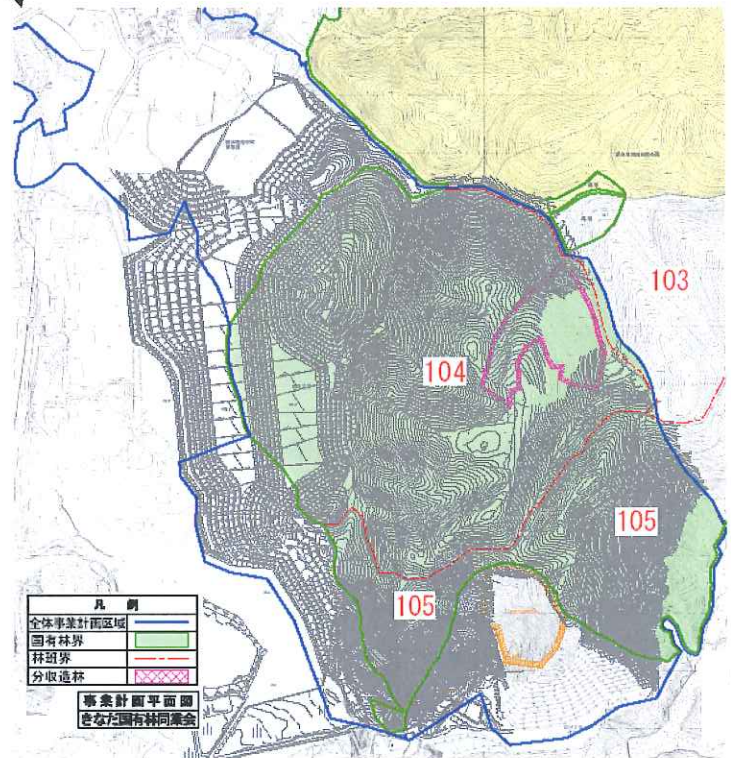 103
104
105
105
凡例
全体事業計画区域
国有林界
林班界
分収造林
事業計画平面図
きなだ国有林同業会